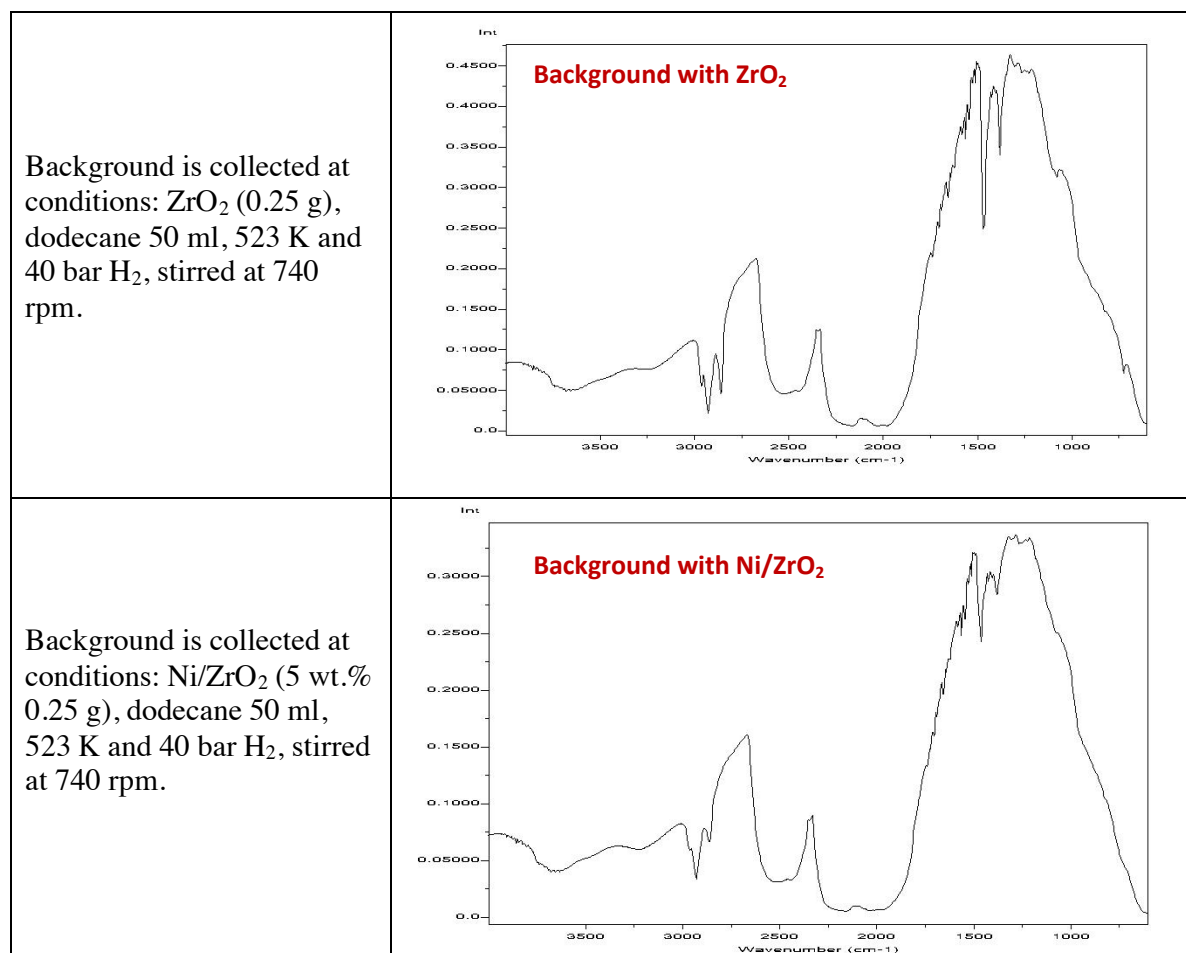 Background is collected at
conditions: ZrO₂ (0.25 g),
dodecane 50 ml, 523 K and
40 bar H₂, stirred at 740
rpm.
Int
Background with ZrO₂
0.4500
0.4000
0.3500
0.3000
0.2500
0.2000
0.1500
0.1000
0.05000
0.0
3500 3000 2500 2000 1500 1000
Wavenumber (cm-1)
Background is collected at
conditions: Ni/ZrO₂ (5 wt.%
0.25 g), dodecane 50 ml,
523 K and 40 bar H₂, stirred
at 740 rpm.
Int
Background with Ni/ZrO₂
0.3000
0.2500
0.2000
0.1500
0.1000
0.05000
0.0
3500 3000 2500 2000 1500 1000
Wavenumber (cm-1)